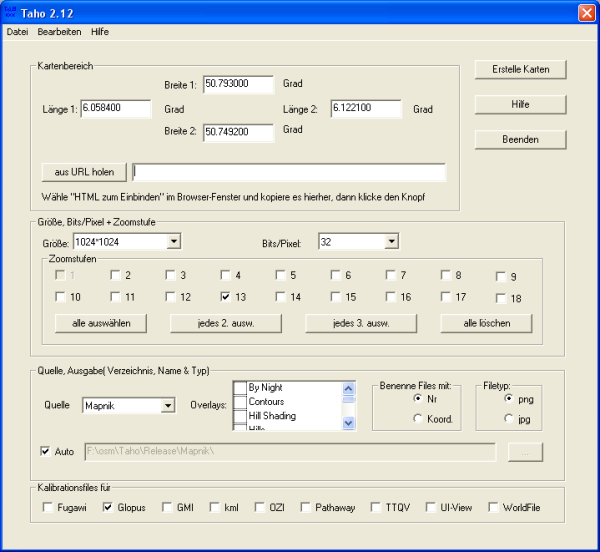 Taho 2.12
Datei Bearbeiten Hilfe
Kartenbereich
Breite 1: 50.793000 Grad
Länge 1: 6.058400 Grad
Länge 2: 6.122100 Grad
Breite 2: 50.749200 Grad
aus URL holen
Wähle "HTML zum Einbinden" im Browser-Fenster und kopiere es hierher, dann klicke den Knopf
Erstelle Karten
Hilfe
Beenden
Größe, Bits/Pixel + Zoomstufe
Größe: 1024*1024
Bits/Pixel: 32
Zoomstufen
1 2 3 4 5 6 7 8 9
10 11 12 13 14 15 16 17 18
alle auswählen
jedes 2. ausw.
jedes 3. ausw.
alle löschen
Quelle, Ausgabe( Verzeichnis, Name & Typ)
Quelle Mapnik
Overlays:
By Night
Contours
Hill Shading
Benenne Files mit:
Nr
Koord.
Filetyp:
png
jpg
Auto F:\osm\Taho\Release\Mapnik\
...
Kalibrationsfiles für
Fugawi Glopus GMI kml OZI Pathaway TTQV UI-View WorldFile